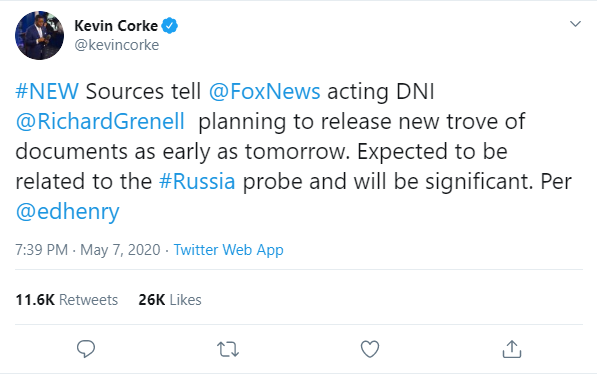 Kevin Corke
@kevincorke
#NEW Sources tell @FoxNews acting DNI
@RichardGrenell planning to release new trove of
documents as early as tomorrow. Expected to be
related to the #Russia probe and will be significant. Per
@edhenry
7:39 PM · May 7, 2020 · Twitter Web App
11.6K Retweets 26K Likes